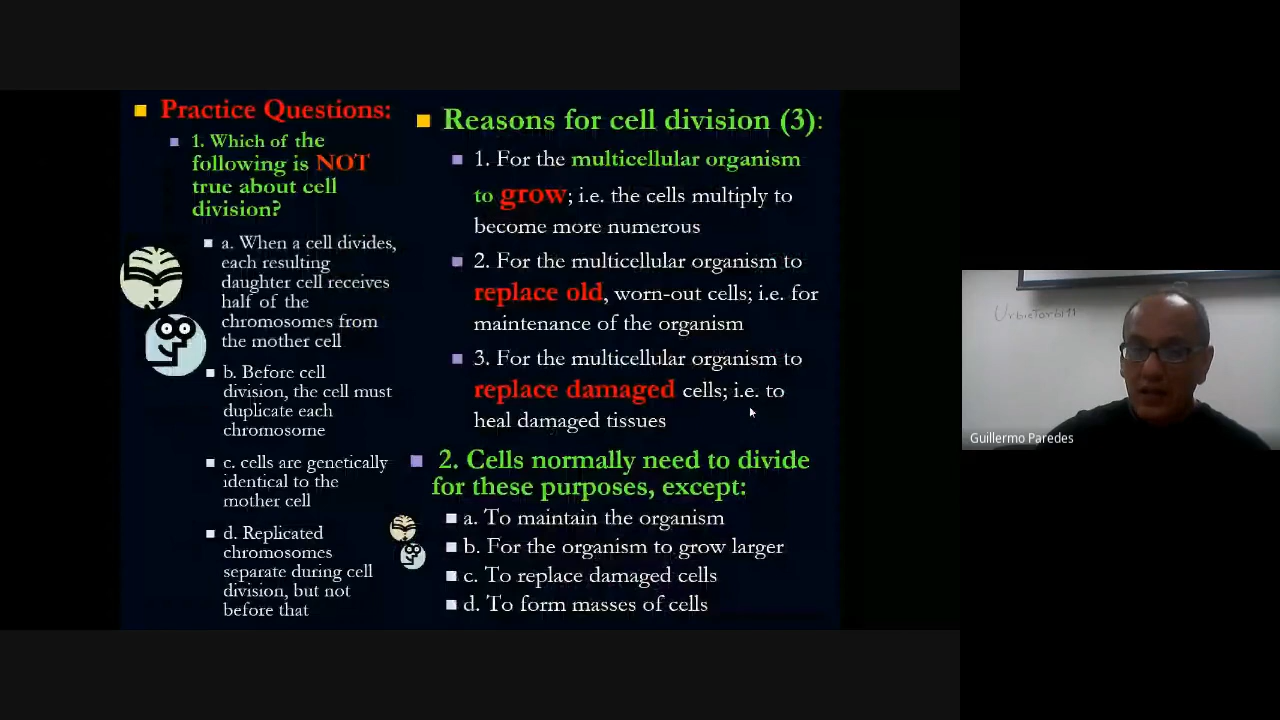 Practice Questions:
1. Which of the
following is NOT
true about cell
division?
a. When a cell divides,
each resulting
daughter cell receives
half of the
chromosomes from
the mother cell
b. Before cell
division, the cell must
duplicate each
chromosome
c. cells are genetically
identical to the
mother cell
d. Replicated
chromosomes
separate during cell
division, but not
before that
Reasons for cell division (3):
1. For the multicellular organism
to grow; i.e. the cells multiply to
become more numerous
2. For the multicellular organism to
replace old, worn-out cells; i.e. for
maintenance of the organism
3. For the multicellular organism to
replace damaged cells; i.e. to
heal damaged tissues
2. Cells normally need to divide
for these purposes, except:
a. To maintain the organism
b. For the organism to grow larger
c. To replace damaged cells
d. To form masses of cells
Guillermo Paredes